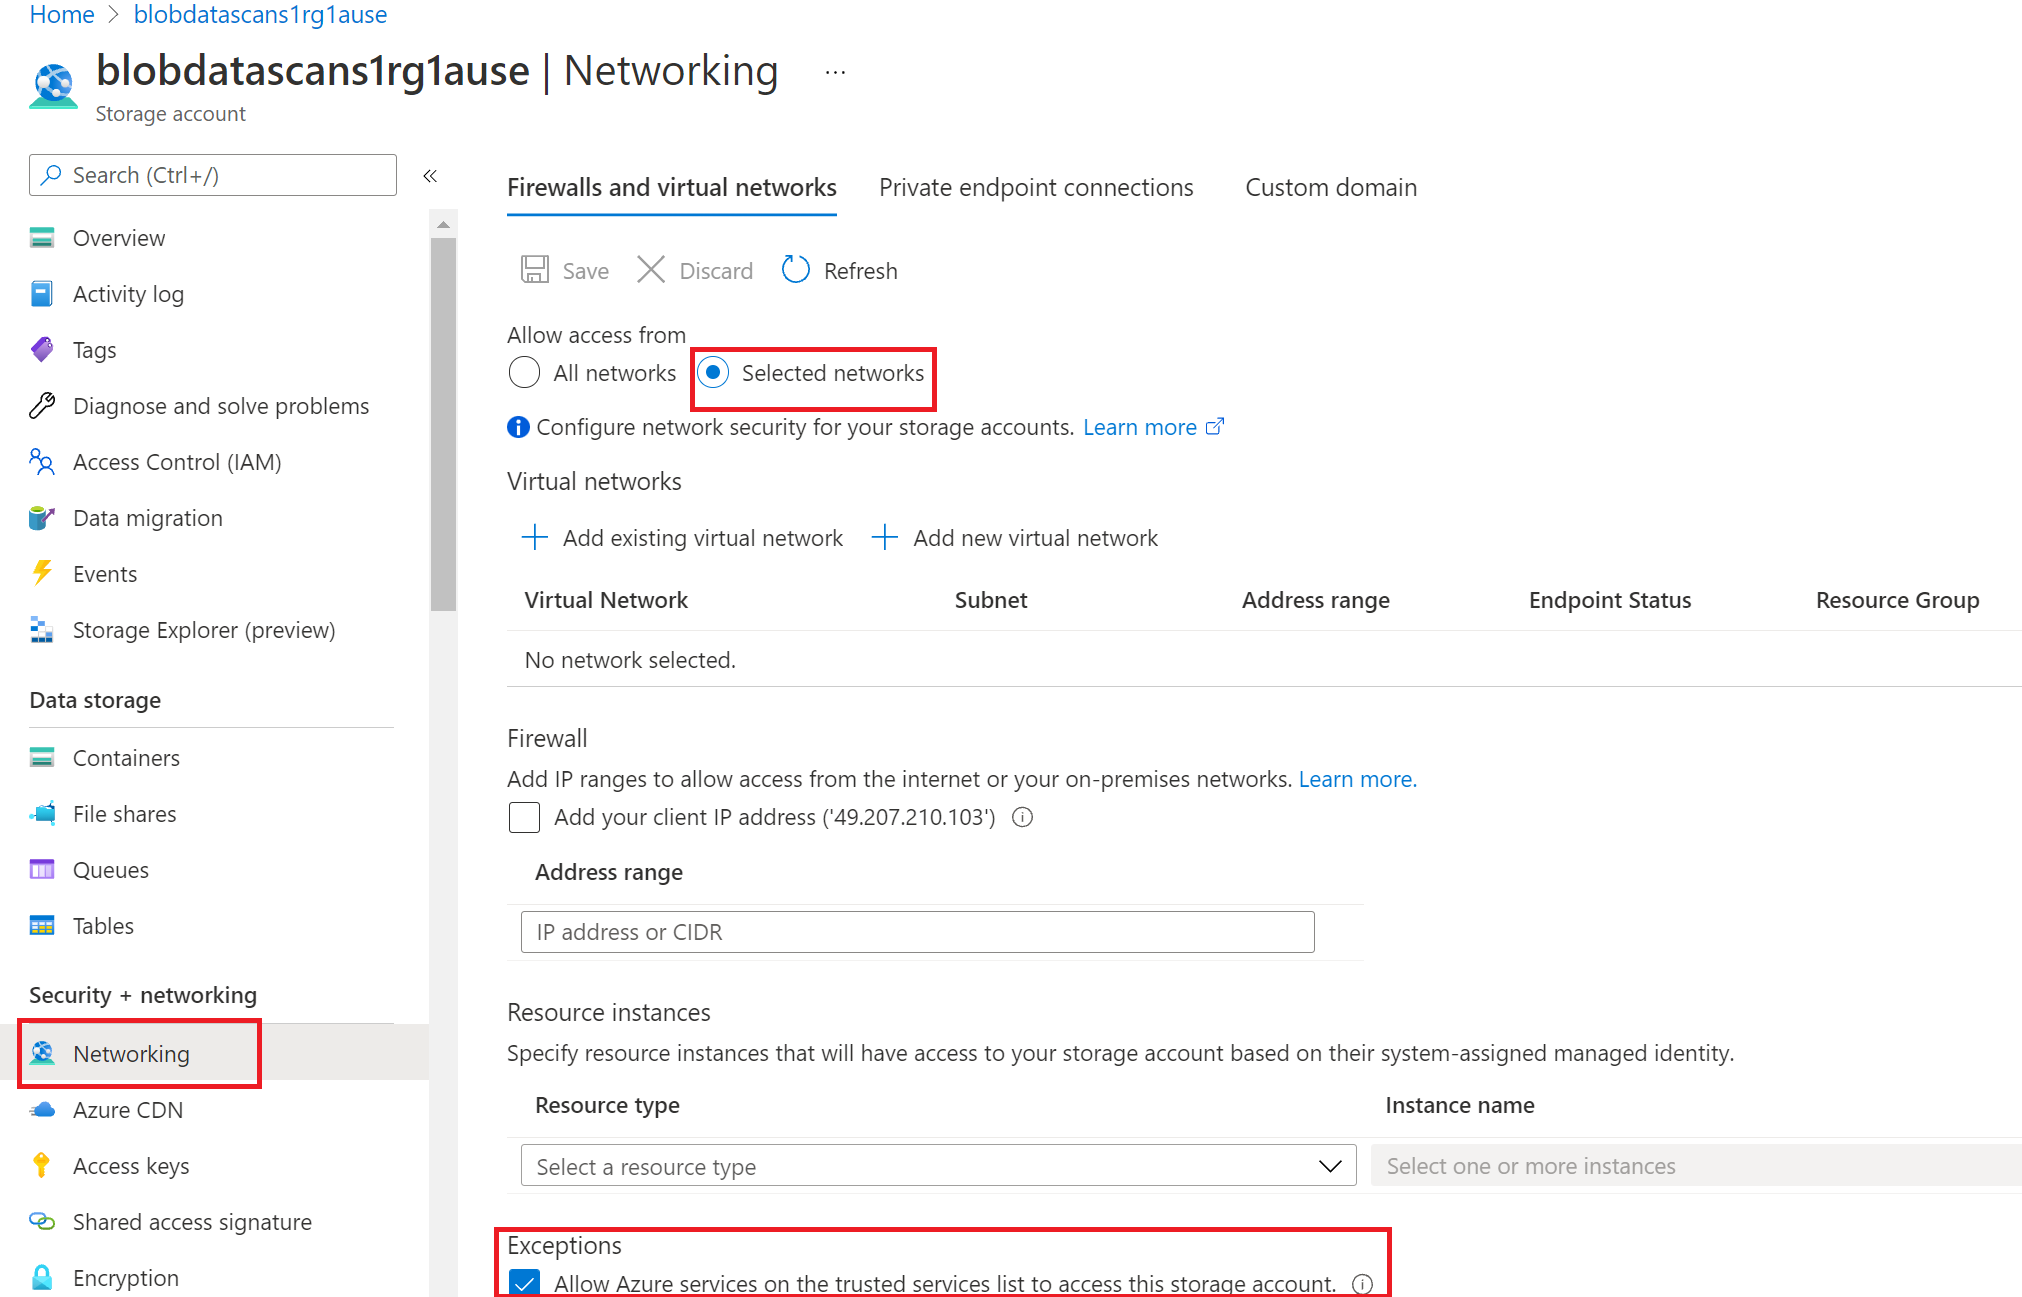 Home > blobdatascans1rg1ause
blobdatascans1rg1ause | Networking ...
Storage account
Search (Ctrl+/)
«
Overview
Activity log
Tags
Diagnose and solve problems
Access Control (IAM)
Data migration
Events
Storage Explorer (preview)
Data storage
Containers
File shares
Queues
Tables
Security + networking
Networking
Azure CDN
Access keys
Shared access signature
Encryption
Firewalls and virtual networks Private endpoint connections Custom domain
Save Discard Refresh
Allow access from
All networks Selected networks
Configure network security for your storage accounts. Learn more
Virtual networks
+ Add existing virtual network + Add new virtual network
Virtual Network Subnet Address range Endpoint Status Resource Group
No network selected.
Firewall
Add IP ranges to allow access from the internet or your on-premises networks. Learn more.
Add your client IP address ('49.207.210.103')
Address range
IP address or CIDR
Resource instances
Specify resource instances that will have access to your storage account based on their system-assigned managed identity.
Resource type Instance name
Select a resource type Select one or more instances
Exceptions
Allow Azure services on the trusted services list to access this storage account.